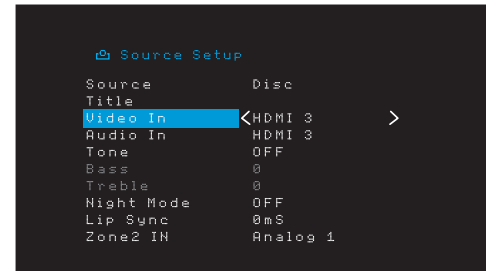 Source Setup
Source Disc
Title
Video In <HDMI 3 >
Audio In HDMI 3
Tone OFF
Bass 0
Treble 0
Night Mode OFF
Lip Sync 0mS
Zone2 IN Analog 1